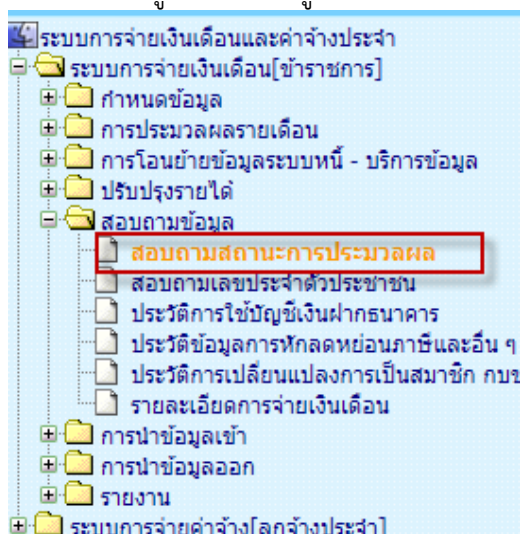 ระบบการจ่ายเงินเดือนและค่าจ้างประจำ
ระบบการจ่ายเงินเดือน[ข้าราชการ]
กำหนดข้อมูล
การประมวลผลรายเดือน
การโอนย้ายข้อมูลระบบหนี้ - บริการข้อมูล
ปรับปรุงรายได้
สอบถามข้อมูล
สอบถามสถานะการประมวลผล
สอบถามเลขประจำตัวประชาชน
ประวัติการใช้บัญชีเงินฝากธนาคาร
ประวัติข้อมูลการหักลดหย่อนภาษีและอื่น ๆ
ประวัติการเปลี่ยนแปลงการเป็นสมาชิก กบข
รายละเอียดการจ่ายเงินเดือน
การนำข้อมูลเข้า
การนำข้อมูลออก
รายงาน
ระบบการจ่ายค่าจ้าง[ลูกจ้างประจำ]